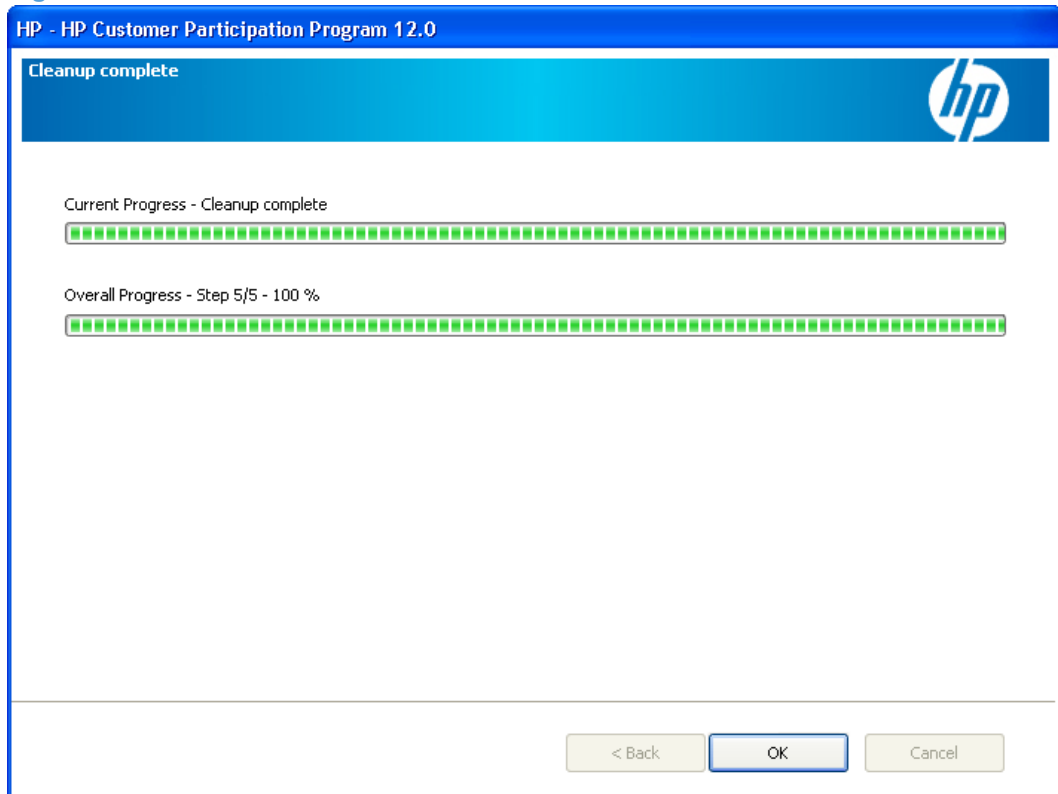 HP - HP Customer Participation Program 12.0
Cleanup complete
hp
Current Progress - Cleanup complete
Overall Progress - Step 5/5 - 100 %
< Back
OK
Cancel